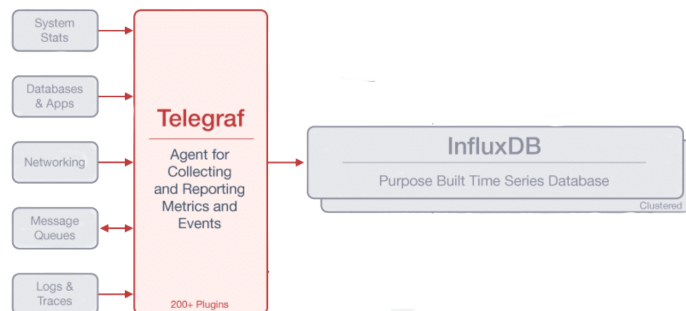 System
Stats
Databases
& Apps
Networking
Message
Queues
Logs &
Traces
Telegraf
Agent for
Collecting
and Reporting
Metrics and
Events
200+ Plugins
InfluxDB
Purpose Built Time Series Database
Clustered